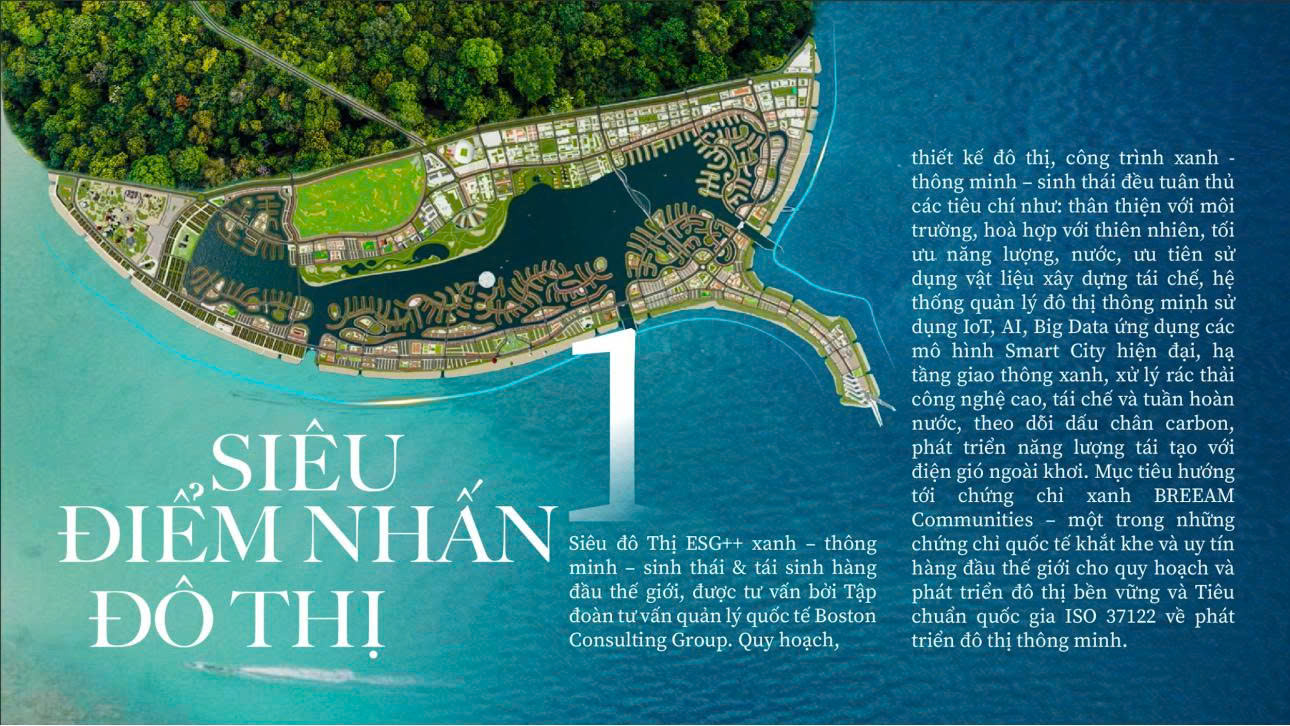 SIÊU
ĐIỂM NHẤN
ĐÔ THỊ
1
Siêu đô Thị ESG++ xanh – thông
minh – sinh thái & tái sinh hàng
đầu thế giới, được tư vấn bởi Tập
đoàn tư vấn quản lý quốc tế Boston
Consulting Group. Quy hoạch,
thiết kế đô thị, công trình xanh -
thông minh – sinh thái đều tuân thủ
các tiêu chí như: thân thiện với môi
trường, hoà hợp với thiên nhiên, tối
ưu năng lượng, nước, ưu tiên sử
dụng vật liệu xây dựng tái chế, hệ
thống quản lý đô thị thông minh sử
dụng IoT, AI, Big Data ứng dụng các
mô hình Smart City hiện đại, hạ
tầng giao thông xanh, xử lý rác thải
công nghệ cao, tái chế và tuần hoàn
nước, theo dõi dấu chân carbon,
phát triển năng lượng tái tạo với
điện gió ngoài khơi. Mục tiêu hướng
tới chứng chỉ xanh BREEAM
Communities – một trong những
chứng chỉ quốc tế khắt khe và uy tín
hàng đầu thế giới cho quy hoạch và
phát triển đô thị bền vững và Tiêu
chuẩn quốc gia ISO 37122 về phát
triển đô thị thông minh.